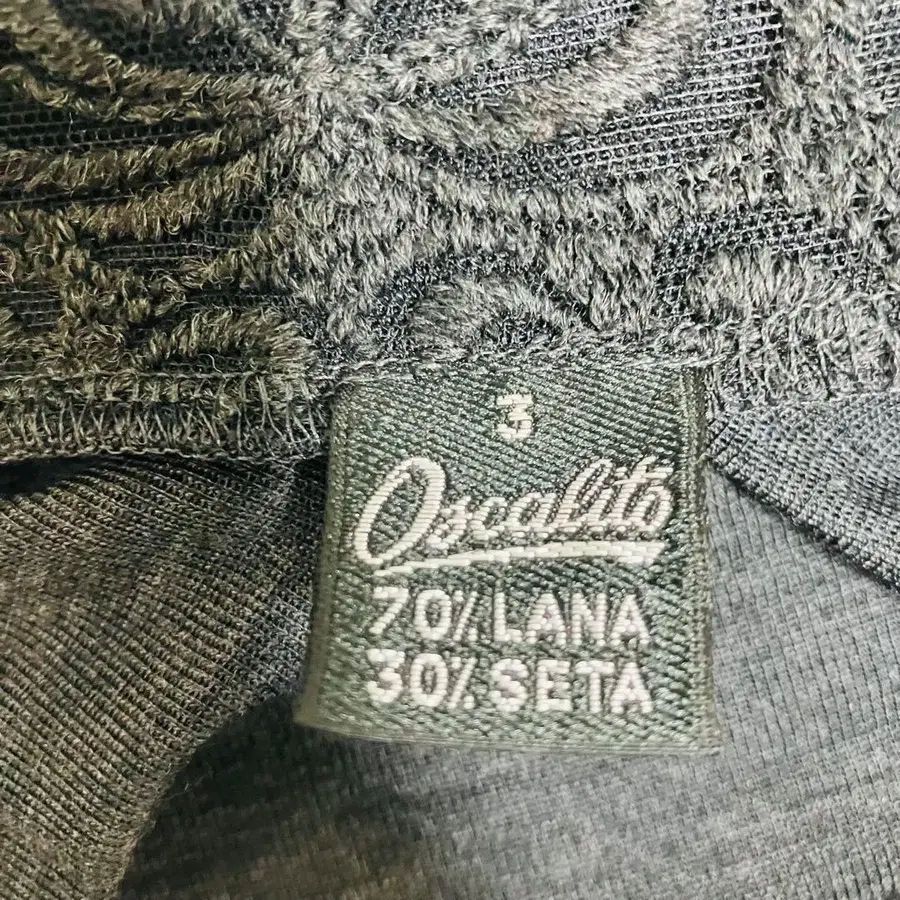 3
Oscalito
70% LANA
30% SETA